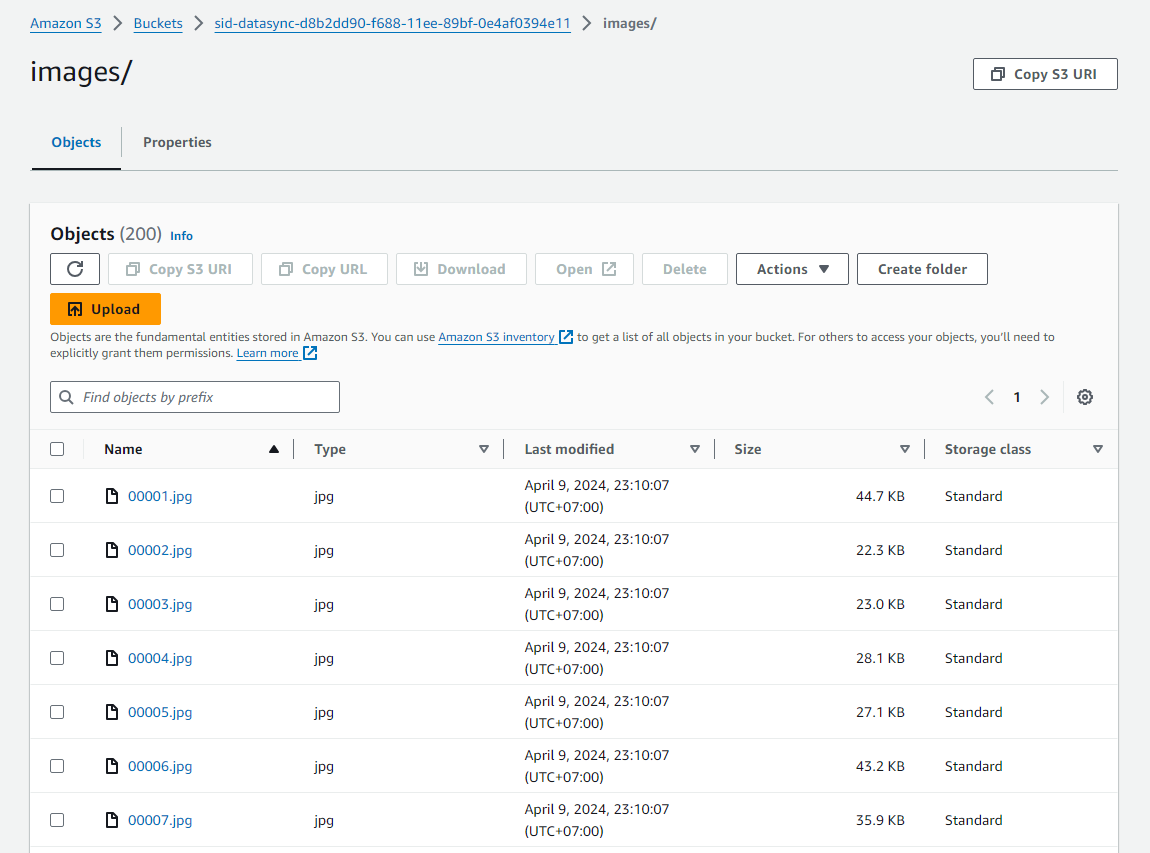 Amazon S3 > Buckets > sid-datasync-d8b2dd90-f688-11ee-89bf-0e4af0394e11 > images/
images/
Copy S3 URI
Objects Properties
Objects (200) Info
Copy S3 URI Copy URL Download Open Delete Actions Create folder
Upload
Objects are the fundamental entities stored in Amazon S3. You can use Amazon S3 inventory to get a list of all objects in your bucket. For others to access your objects, you'll need to
explicitly grant them permissions. Learn more
Find objects by prefix
1
Name Type Last modified Size Storage class
00001.jpg jpg April 9, 2024, 23:10:07 (UTC+07:00) 44.7 KB Standard
00002.jpg jpg April 9, 2024, 23:10:07 (UTC+07:00) 22.3 KB Standard
00003.jpg jpg April 9, 2024, 23:10:07 (UTC+07:00) 23.0 KB Standard
00004.jpg jpg April 9, 2024, 23:10:07 (UTC+07:00) 28.1 KB Standard
00005.jpg jpg April 9, 2024, 23:10:07 (UTC+07:00) 27.1 KB Standard
00006.jpg jpg April 9, 2024, 23:10:07 (UTC+07:00) 43.2 KB Standard
00007.jpg jpg April 9, 2024, 23:10:07 (UTC+07:00) 35.9 KB Standard